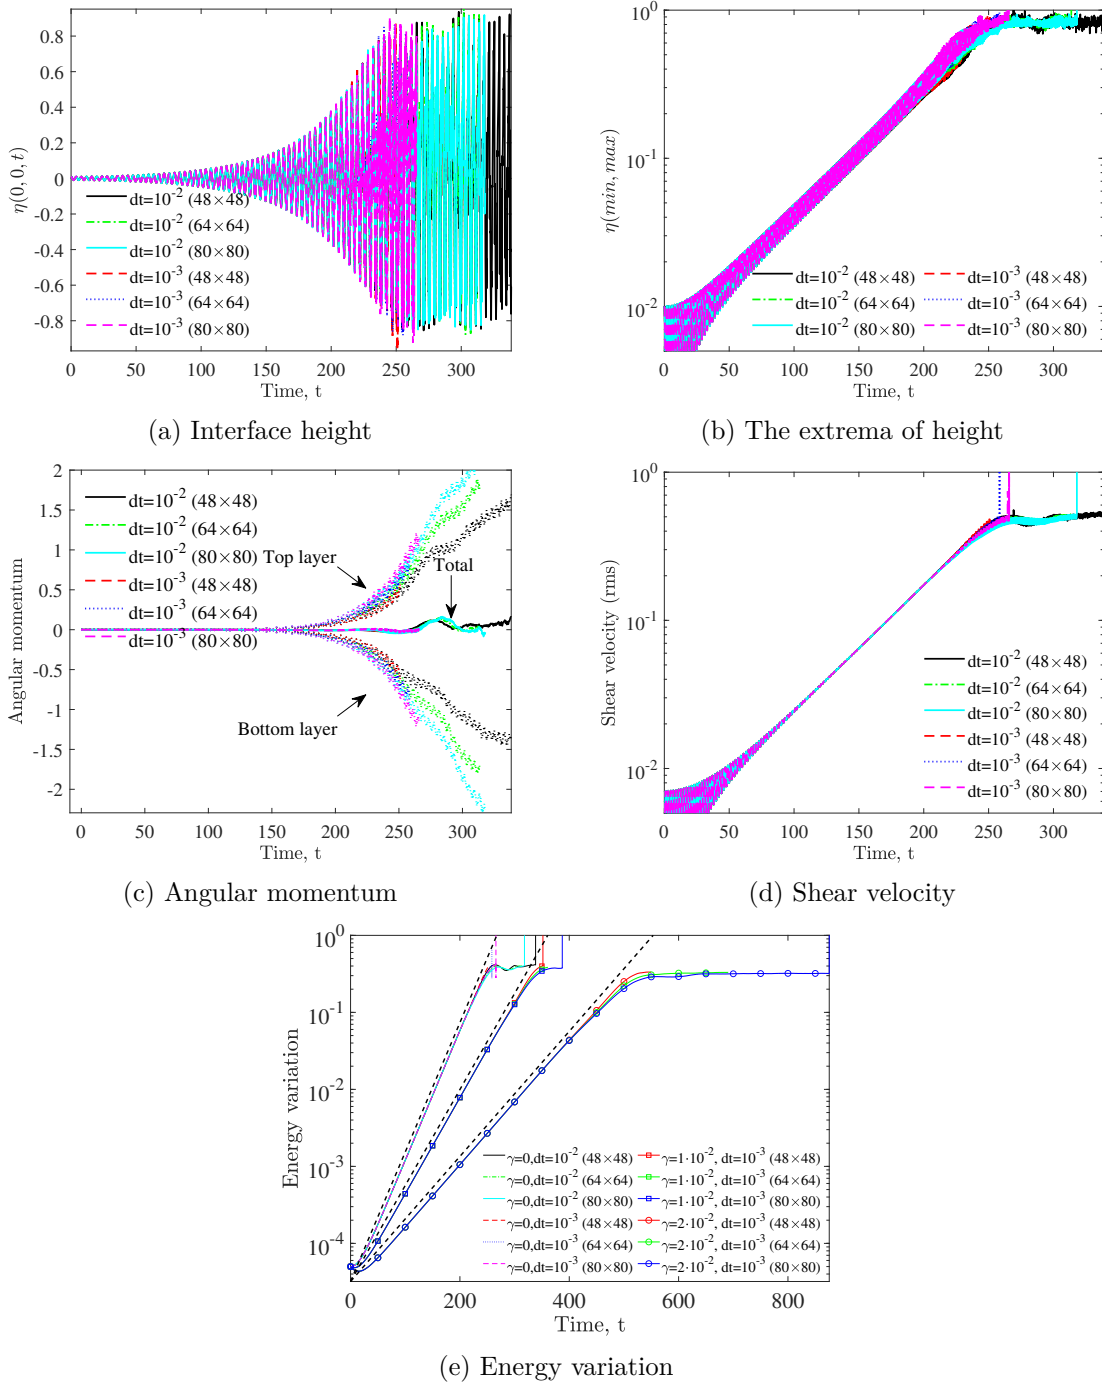 0.8
0.6
0.4
0.2
0
-0.2
-0.4
-0.6
-0.8
η(0, 0, t)
dt=10⁻² (48×48)
dt=10⁻² (64×64)
dt=10⁻² (80×80)
dt=10⁻³ (48×48)
dt=10⁻³ (64×64)
dt=10⁻³ (80×80)
0 50 100 150 200 250 300
Time, t
(a) Interface height
10⁰
10⁻¹
10⁻²
η(min, max)
dt=10⁻² (48×48) dt=10⁻³ (48×48)
dt=10⁻² (64×64) dt=10⁻³ (64×64)
dt=10⁻² (80×80) dt=10⁻³ (80×80)
0 50 100 150 200 250 300
Time, t
(b) The extrema of height
2
1.5
1
0.5
0
-0.5
-1
-1.5
-2
Angular momentum
dt=10⁻² (48×48)
dt=10⁻² (64×64)
dt=10⁻² (80×80)
dt=10⁻³ (48×48)
dt=10⁻³ (64×64)
dt=10⁻³ (80×80)
Top layer
Total
Bottom layer
0 50 100 150 200 250 300
Time, t
(c) Angular momentum
10⁰
10⁻¹
10⁻²
Shear velocity (rms)
dt=10⁻² (48×48)
dt=10⁻² (64×64)
dt=10⁻² (80×80)
dt=10⁻³ (48×48)
dt=10⁻³ (64×64)
dt=10⁻³ (80×80)
0 50 100 150 200 250 300
Time, t
(d) Shear velocity
10⁰
10⁻¹
10⁻²
10⁻³
10⁻⁴
Energy variation
γ=0,dt=10⁻² (48×48) γ=1·10⁻², dt=10⁻³ (48×48)
γ=0,dt=10⁻² (64×64) γ=1·10⁻², dt=10⁻³ (64×64)
γ=0,dt=10⁻² (80×80) γ=1·10⁻², dt=10⁻³ (80×80)
γ=0,dt=10⁻³ (48×48) γ=2·10⁻², dt=10⁻³ (48×48)
γ=0,dt=10⁻³ (64×64) γ=2·10⁻², dt=10⁻³ (64×64)
γ=0,dt=10⁻³ (80×80) γ=2·10⁻², dt=10⁻³ (80×80)
0 200 400 600 800
Time, t
(e) Energy variation